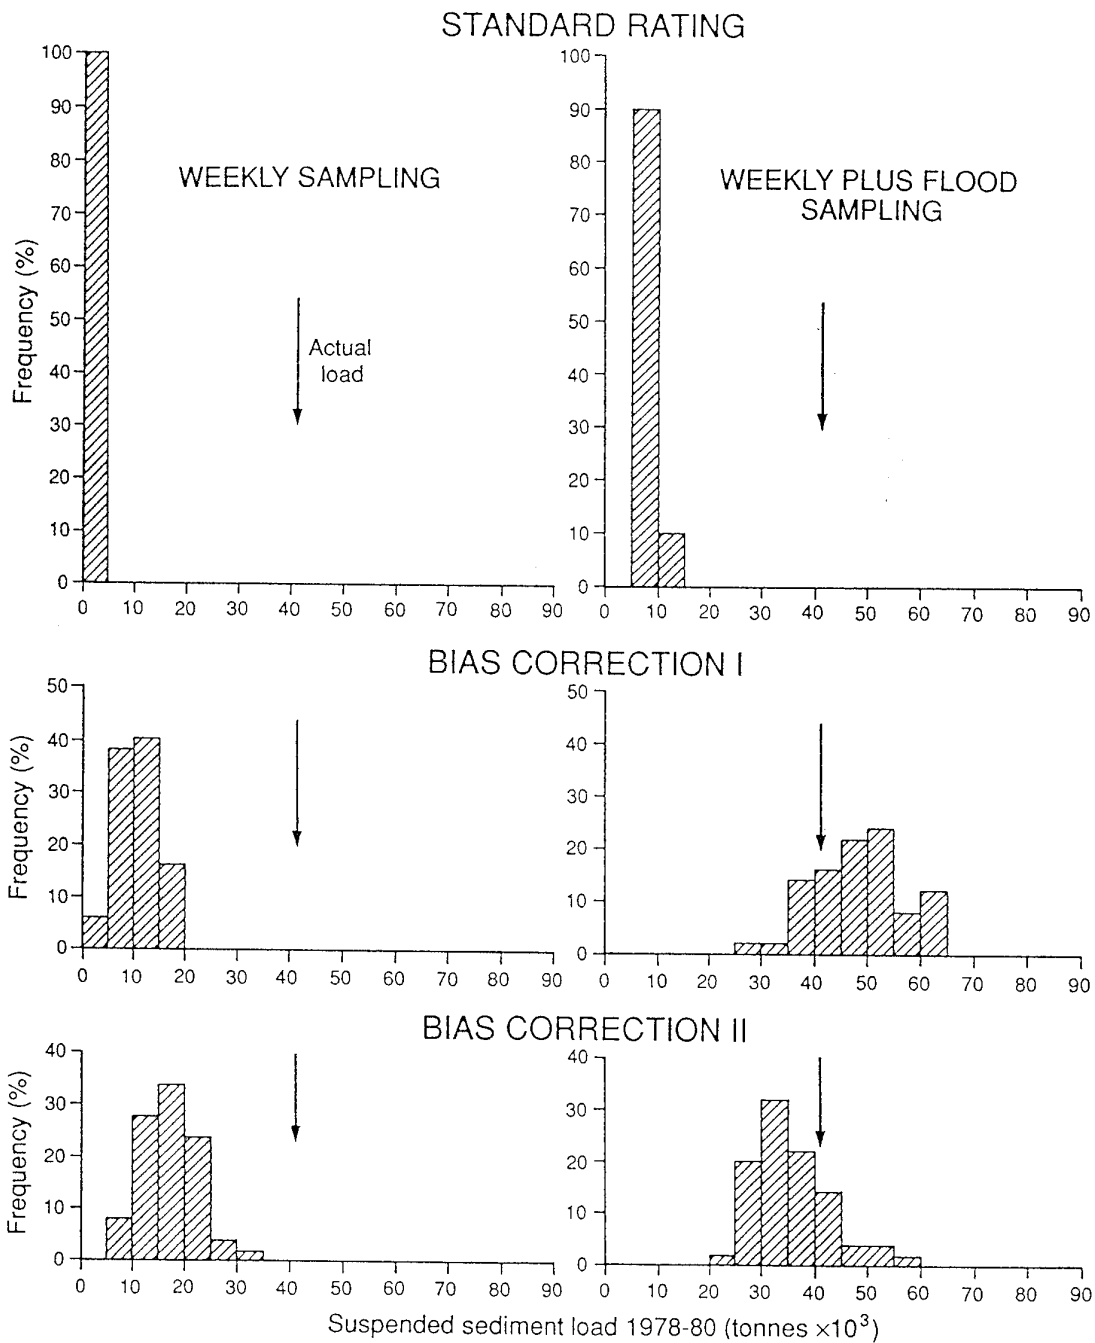 STANDARD RATING
100
90
80
70
60
50
40
30
20
10
0
Frequency (%)
WEEKLY SAMPLING
Actual
load
0 10 20 30 40 50 60 70 80 90
100
90
80
70
60
50
40
30
20
10
0
WEEKLY PLUS FLOOD
SAMPLING
0 10 20 30 40 50 60 70 80 90
BIAS CORRECTION I
50
40
30
20
10
0
Frequency (%)
0 10 20 30 40 50 60 70 80 90
50
40
30
20
10
0
0 10 20 30 40 50 60 70 80 90
BIAS CORRECTION II
40
30
20
10
0
Frequency (%)
0 10 20 30 40 50 60 70 80 90
40
30
20
10
0
0 10 20 30 40 50 60 70 80 90
Suspended sediment load 1978-80 (tonnes ×10³)